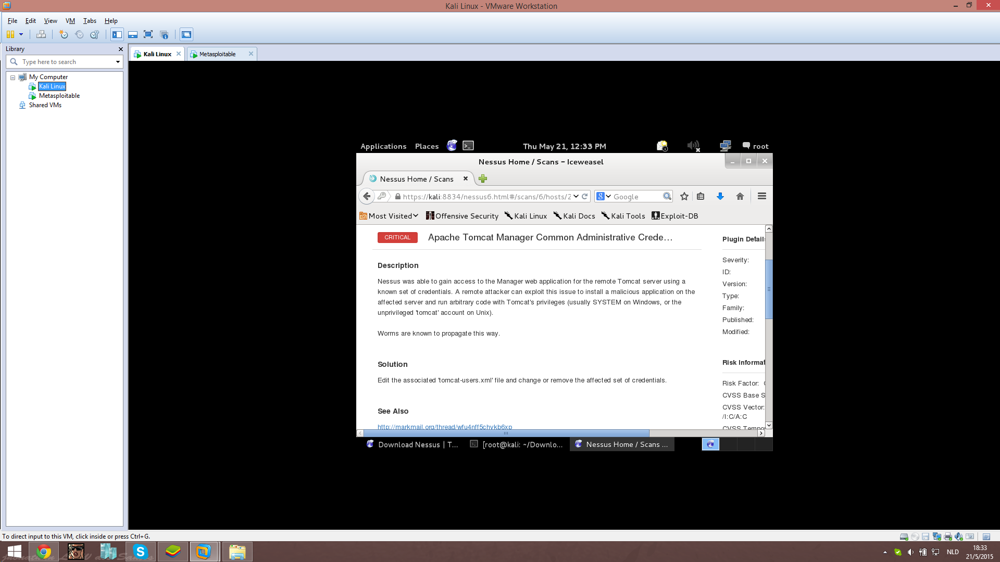 Kali Linux - VMware Workstation
File Edit View VM Tabs Help
Library
Type here to search
My Computer
Kali Linux
Metasploitable
Shared VMs
Kali Linux
Metasploitable
Applications Places Thu May 21, 12:33 PM root
Nessus Home / Scans - Iceweasel
Nessus Home / Scans
https://kali:8834/nessus6.html#/scans/6/hosts/2
Google
Most Visited Offensive Security Kali Linux Kali Docs Kali Tools Exploit-DB
CRITICAL Apache Tomcat Manager Common Administrative Crede...
Description
Nessus was able to gain access to the Manager web application for the remote Tomcat server using a
known set of credentials. A remote attacker can exploit this issue to install a malicious application on the
affected server and run arbitrary code with Tomcat's privileges (usually SYSTEM on Windows, or the
unprivileged 'tomcat' account on Unix).
Worms are known to propagate this way.
Solution
Edit the associated 'tomcat-users.xml' file and change or remove the affected set of credentials.
See Also
http://markmail.org/thread/wfu4nff5chvkb6xp
Plugin Details
Severity:
ID:
Version:
Type:
Family:
Published:
Modified:
Risk Informat
Risk Factor:
CVSS Base S
CVSS Vector:
/I:C/A:C
CVSS Tempo
Download Nessus | T... [root@kali: ~/Downlo... Nessus Home / Scans ...
To direct input to this VM, click inside or press Ctrl+G.
NLD
18:33
21/5/2015